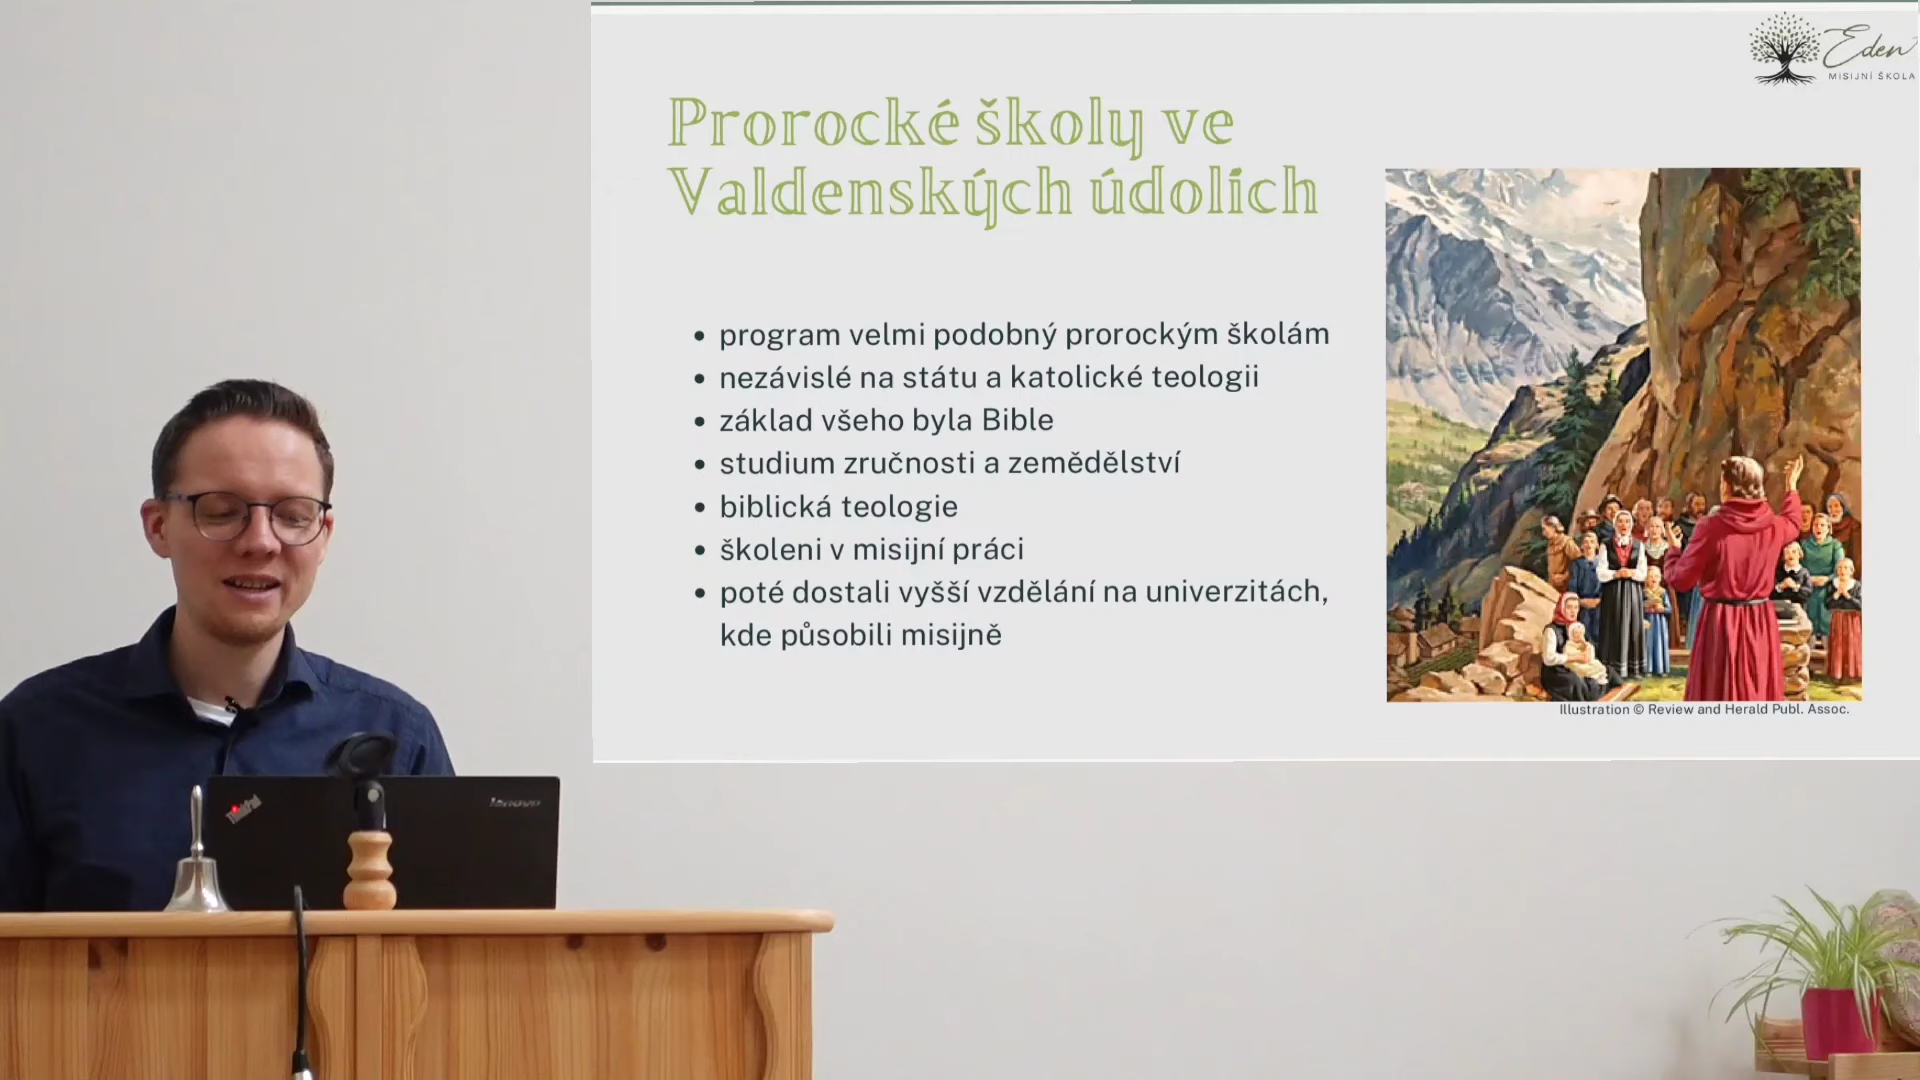 Eden
MISIJNÍ ŠKOLA
Prorocké školy ve
Valdenských údolích
• program velmi podobný prorockým školám
• nezávislé na státu a katolické teologii
• základ všeho byla Bible
• studium zručnosti a zemědělství
• biblická teologie
• školeni v misijní práci
• poté dostali vyšší vzdělání na univerzitách,
kde působili misijně
Illustration © Review and Herald Publ. Assoc.
ThinkPad
lenovo